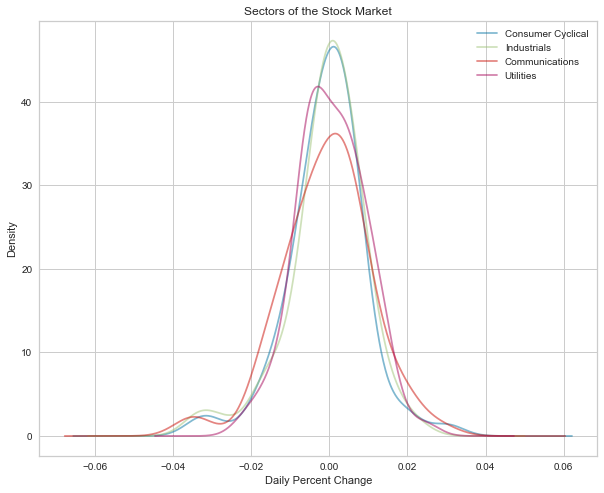 Sectors of the Stock Market
Consumer Cyclical
Industrials
Communications
Utilities
40
30
20
10
0
Density
−0.06 −0.04 −0.02 0.00 0.02 0.04 0.06
Daily Percent Change